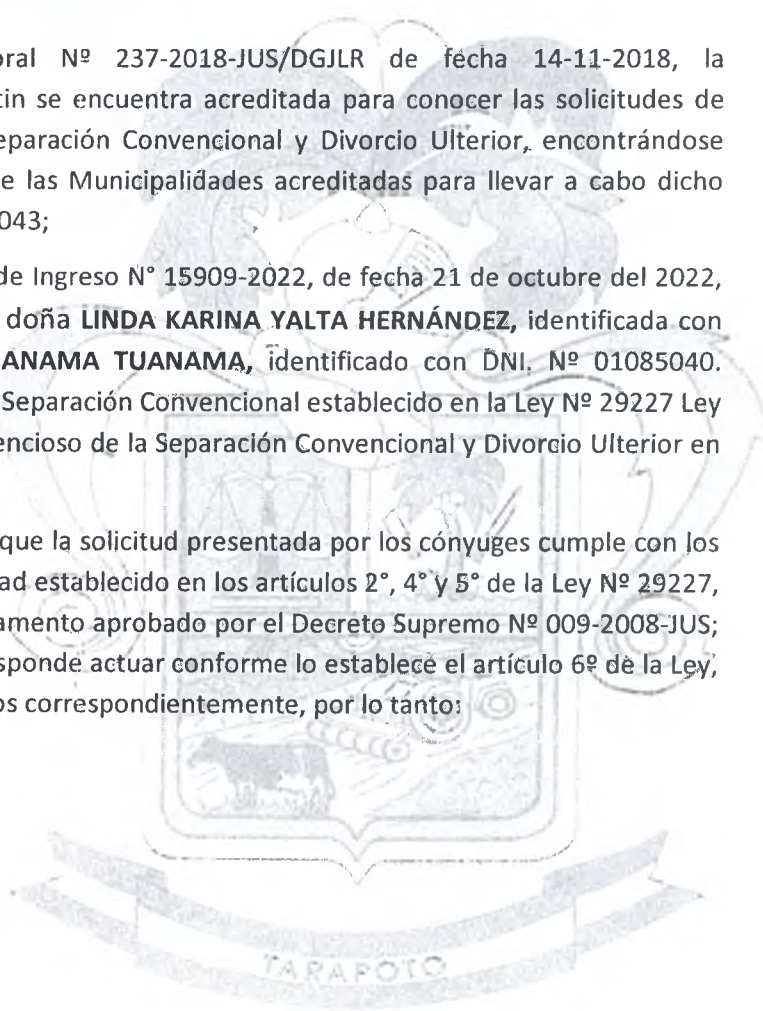 oral Nº 237-2018-JUS/DGJLR de fecha 14-11-2018, la
tin se encuentra acreditada para conocer las solicitudes de
eparación Convencional y Divorcio Ulterior, encontrándose
e las Municipalidades acreditadas para llevar a cabo dicho
043;
de Ingreso N° 15909-2022, de fecha 21 de octubre del 2022,
doña LINDA KARINA YALTA HERNÁNDEZ, identificada con
ANAMA TUANAMA, identificado con DNI. Nº 01085040.
Separación Convencional establecido en la Ley Nº 29227 Ley
encioso de la Separación Convencional y Divorcio Ulterior en
que la solicitud presentada por los cónyuges cumple con los
ad establecido en los artículos 2°, 4° y 5° de la Ley Nº 29227,
amento aprobado por el Decreto Supremo Nº 009-2008-JUS;
sponde actuar conforme lo establece el artículo 6º de la Ley,
os correspondientemente, por lo tanto:
TARAPOTO